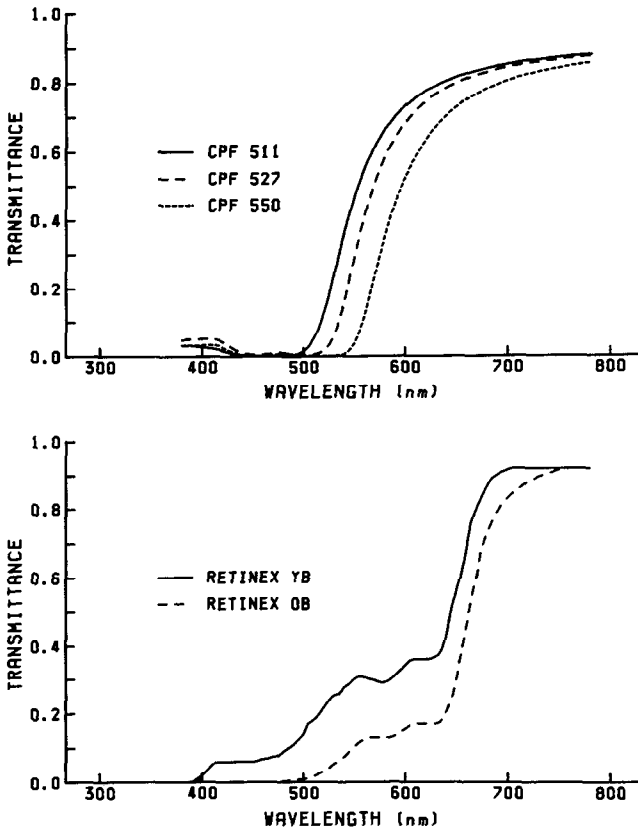 1.0
0.8
0.6
0.4
0.2
0.0
TRANSMITTANCE
CPF 511
CPF 527
CPF 550
300 400 500 600 700 800
WAVELENGTH (nm)
1.0
0.8
0.6
0.4
0.2
0.0
TRANSMITTANCE
RETINEX YB
RETINEX OB
300 400 500 600 700 800
WAVELENGTH (nm)